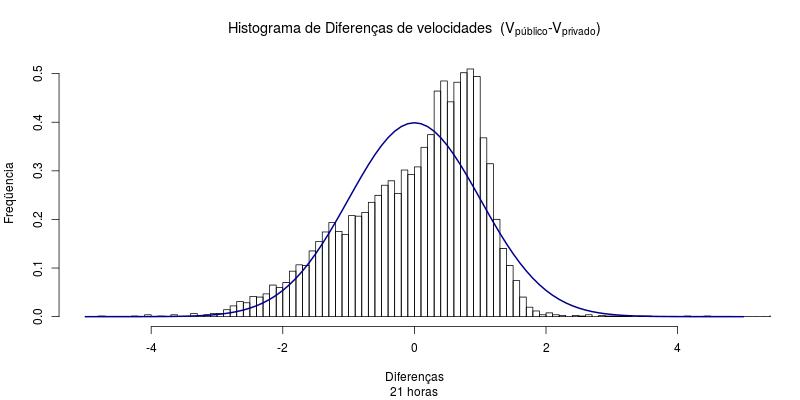 Histograma de Diferenças de velocidades (Vpúblico-Vprivado)
Freqüencia
0.5
0.4
0.3
0.2
0.1
0.0
-4 -2 0 2 4
Diferenças
21 horas